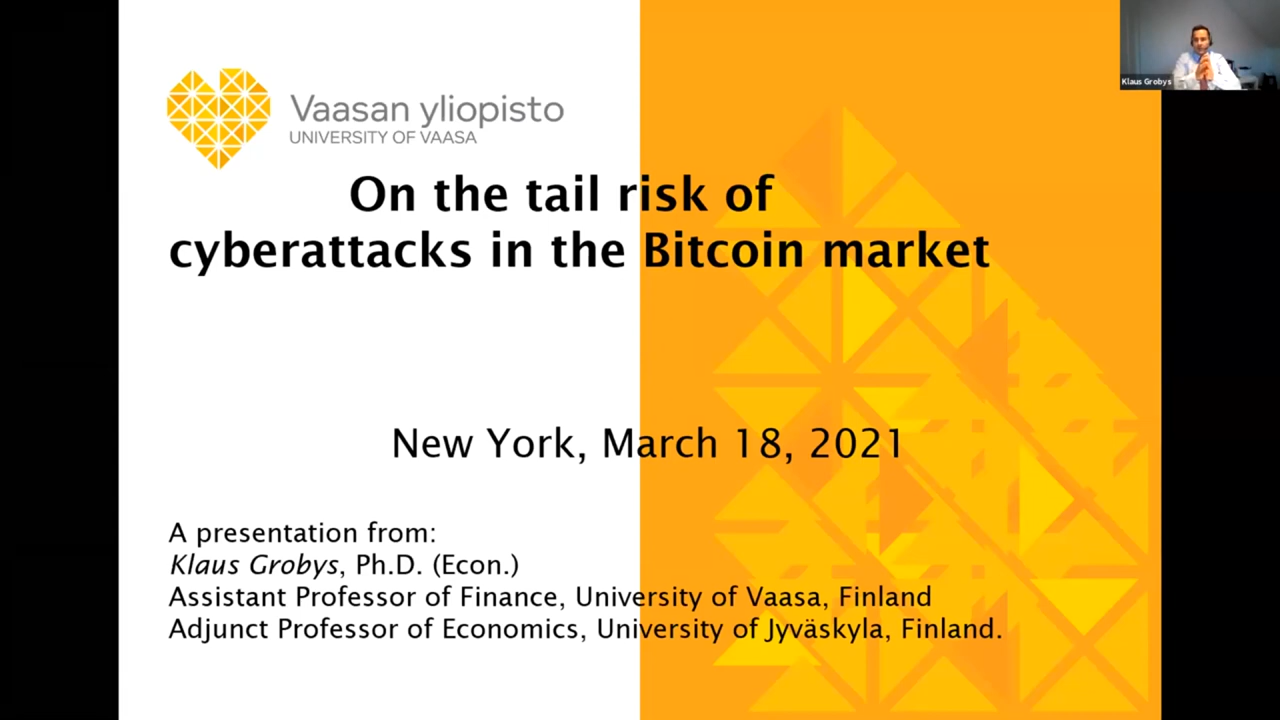 Klaus Grobys
Vaasan yliopisto
UNIVERSITY OF VAASA
On the tail risk of
cyberattacks in the Bitcoin market
New York, March 18, 2021
A presentation from:
Klaus Grobys, Ph.D. (Econ.)
Assistant Professor of Finance, University of Vaasa, Finland
Adjunct Professor of Economics, University of Jyväskyla, Finland.